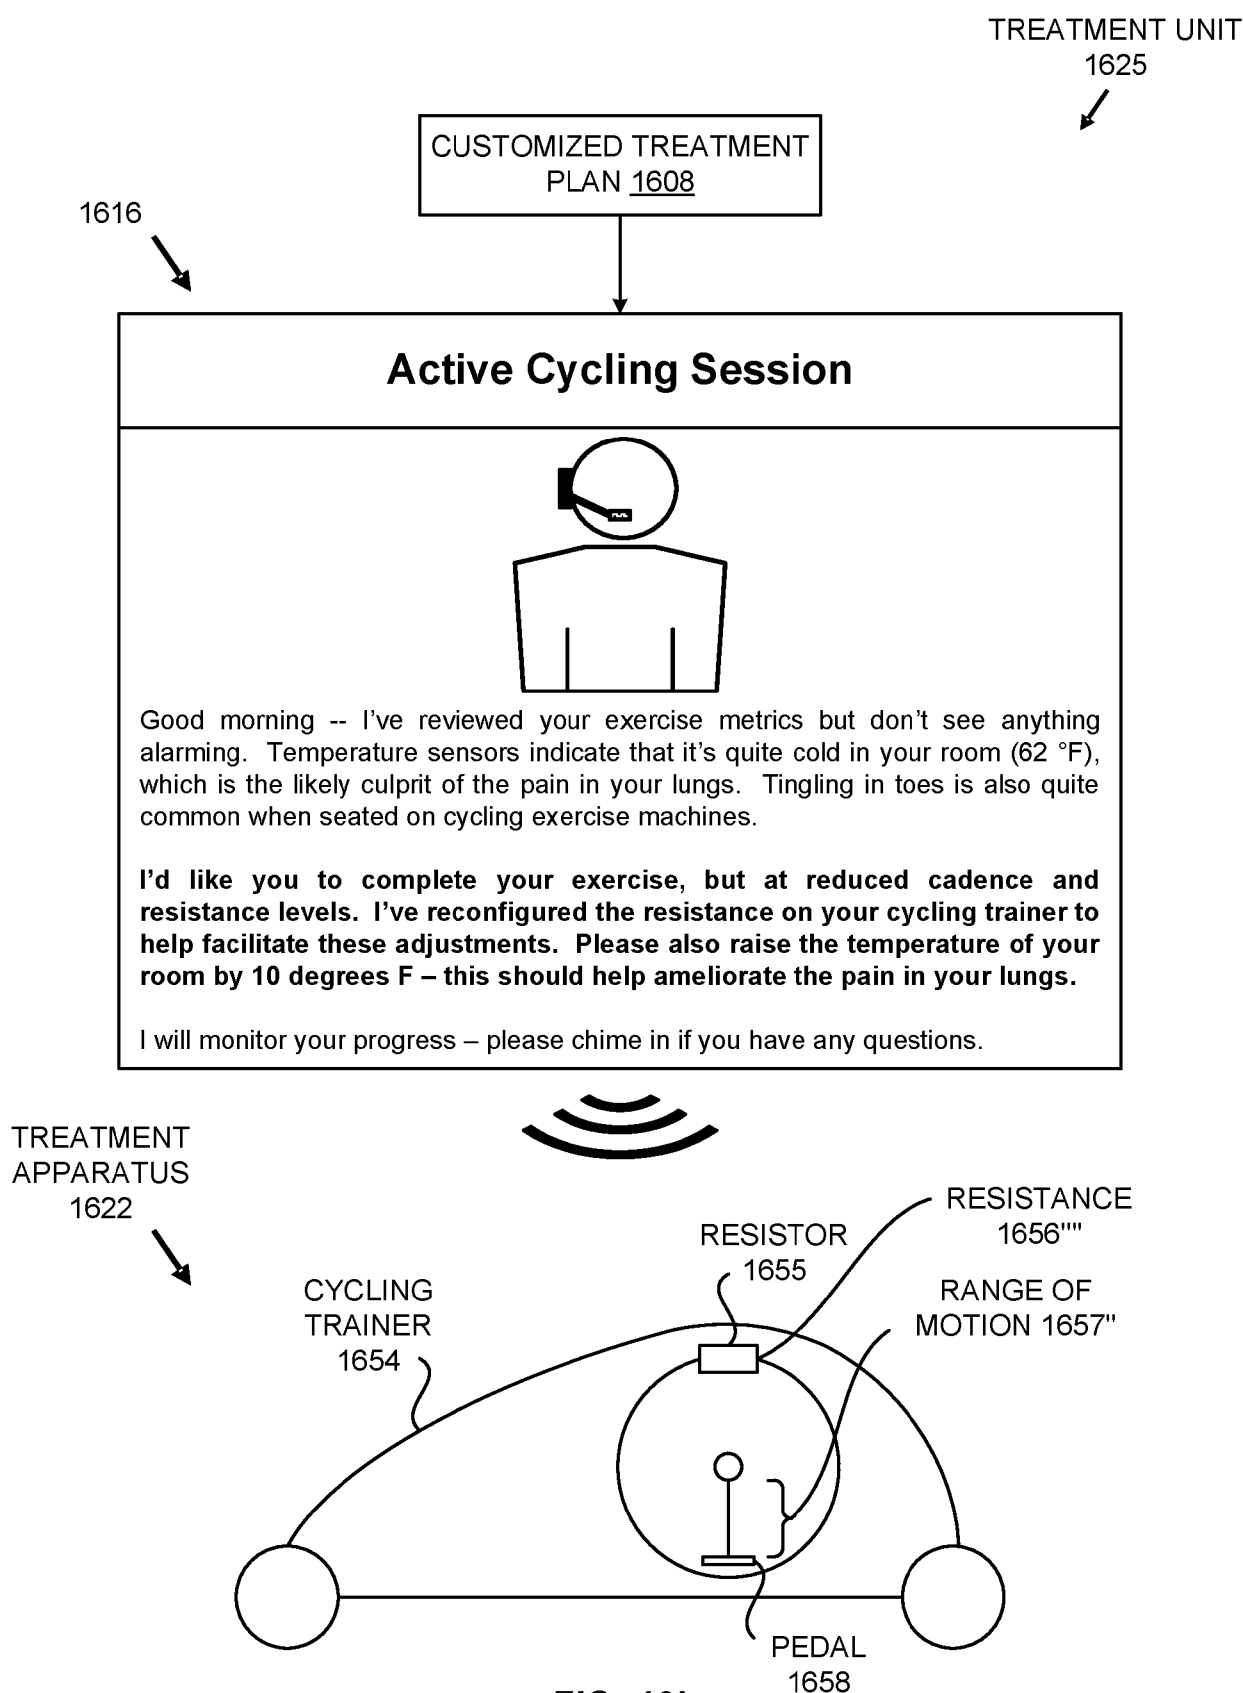 TREATMENT UNIT
1625
CUSTOMIZED TREATMENT
PLAN 1608
1616
Active Cycling Session
Good morning -- I've reviewed your exercise metrics but don't see anything
alarming. Temperature sensors indicate that it's quite cold in your room (62 °F),
which is the likely culprit of the pain in your lungs. Tingling in toes is also quite
common when seated on cycling exercise machines.
I'd like you to complete your exercise, but at reduced cadence and
resistance levels. I've reconfigured the resistance on your cycling trainer to
help facilitate these adjustments. Please also raise the temperature of your
room by 10 degrees F – this should help ameliorate the pain in your lungs.
I will monitor your progress – please chime in if you have any questions.
TREATMENT
APPARATUS
1622
RESISTANCE
1656""
RESISTOR
1655
CYCLING
TRAINER
1654
RANGE OF
MOTION 1657"
PEDAL
1658